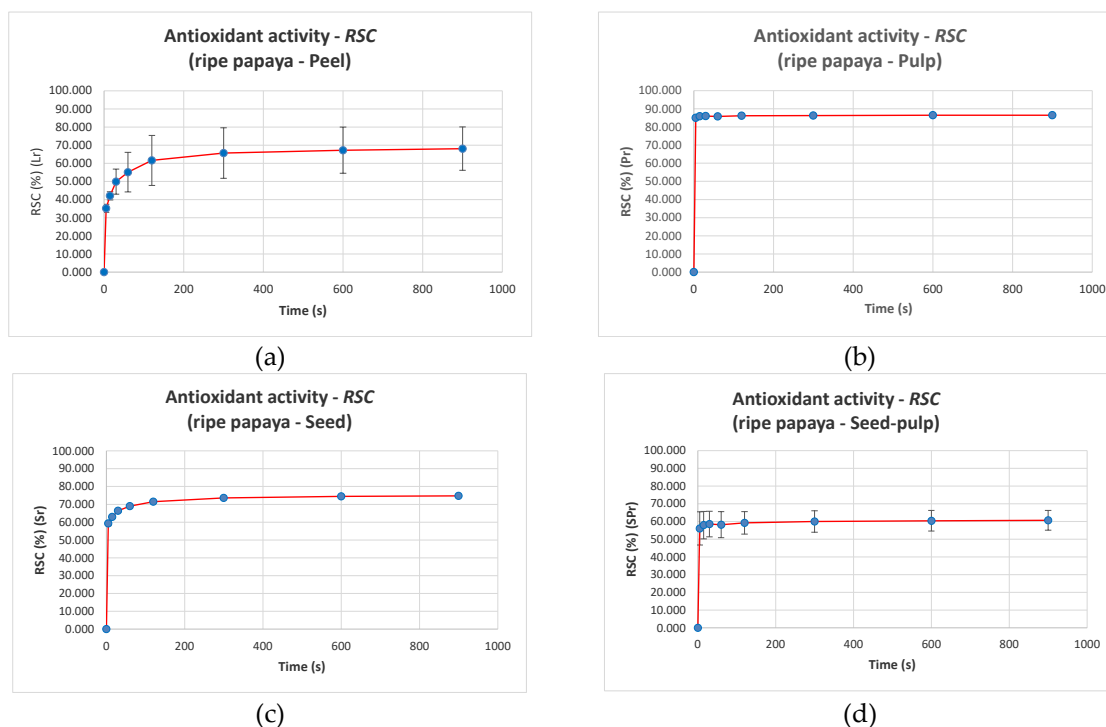 Antioxidant activity - RSC
(ripe papaya - Peel)
RSC (%) (Lr)
100.000
90.000
80.000
70.000
60.000
50.000
40.000
30.000
20.000
10.000
0.000
0 200 400 600 800 1000
Time (s)
(a)
Antioxidant activity - RSC
(ripe papaya - Pulp)
RSC (%) (Pr)
100.000
90.000
80.000
70.000
60.000
50.000
40.000
30.000
20.000
10.000
0.000
0 200 400 600 800 1000
Time (s)
(b)
Antioxidant activity - RSC
(ripe papaya - Seed)
RSC (%) (Sr)
100.000
90.000
80.000
70.000
60.000
50.000
40.000
30.000
20.000
10.000
0.000
0 200 400 600 800 1000
Time (s)
(c)
Antioxidant activity - RSC
(ripe papaya - Seed-pulp)
RSC (%) (SPr)
100.000
90.000
80.000
70.000
60.000
50.000
40.000
30.000
20.000
10.000
0.000
0 200 400 600 800 1000
Time (s)
(d)